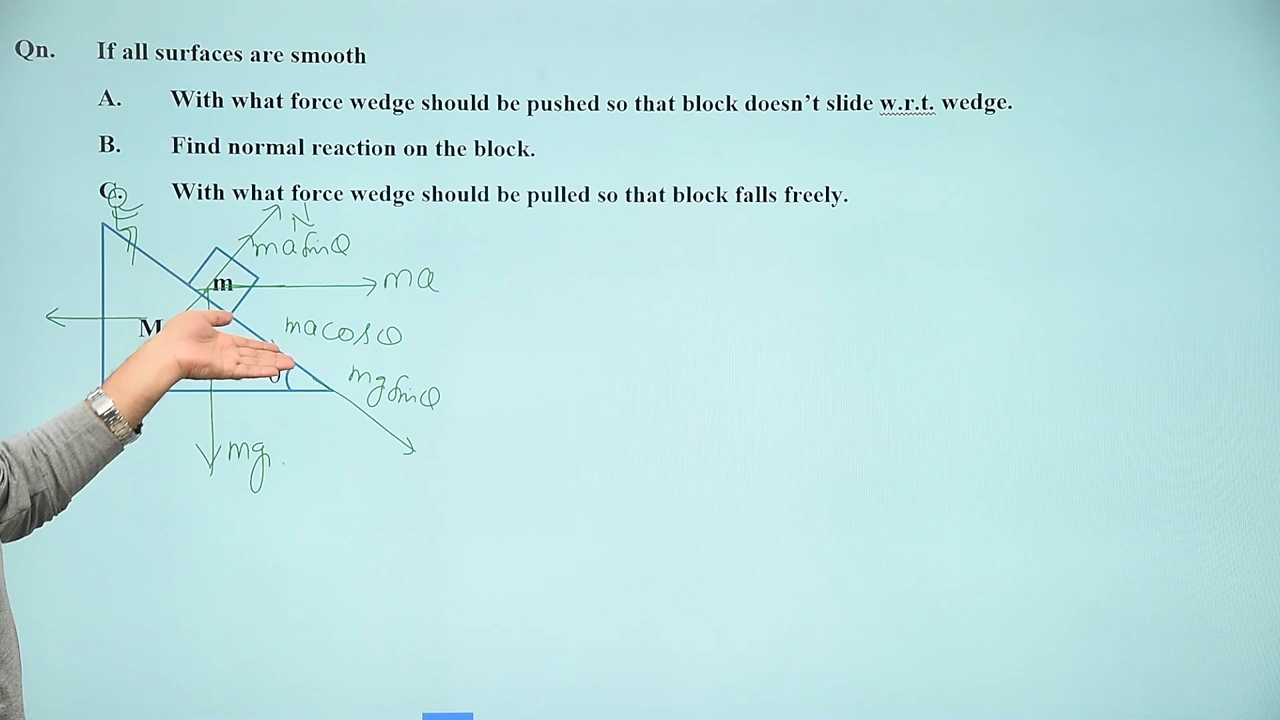 Qn. If all surfaces are smooth
A. With what force wedge should be pushed so that block doesn't slide w.r.t. wedge.
B. Find normal reaction on the block.
C. With what force wedge should be pulled so that block falls freely.
N
ma sinθ
m
ma
M
ma cosθ
θ
mg sinθ
mg